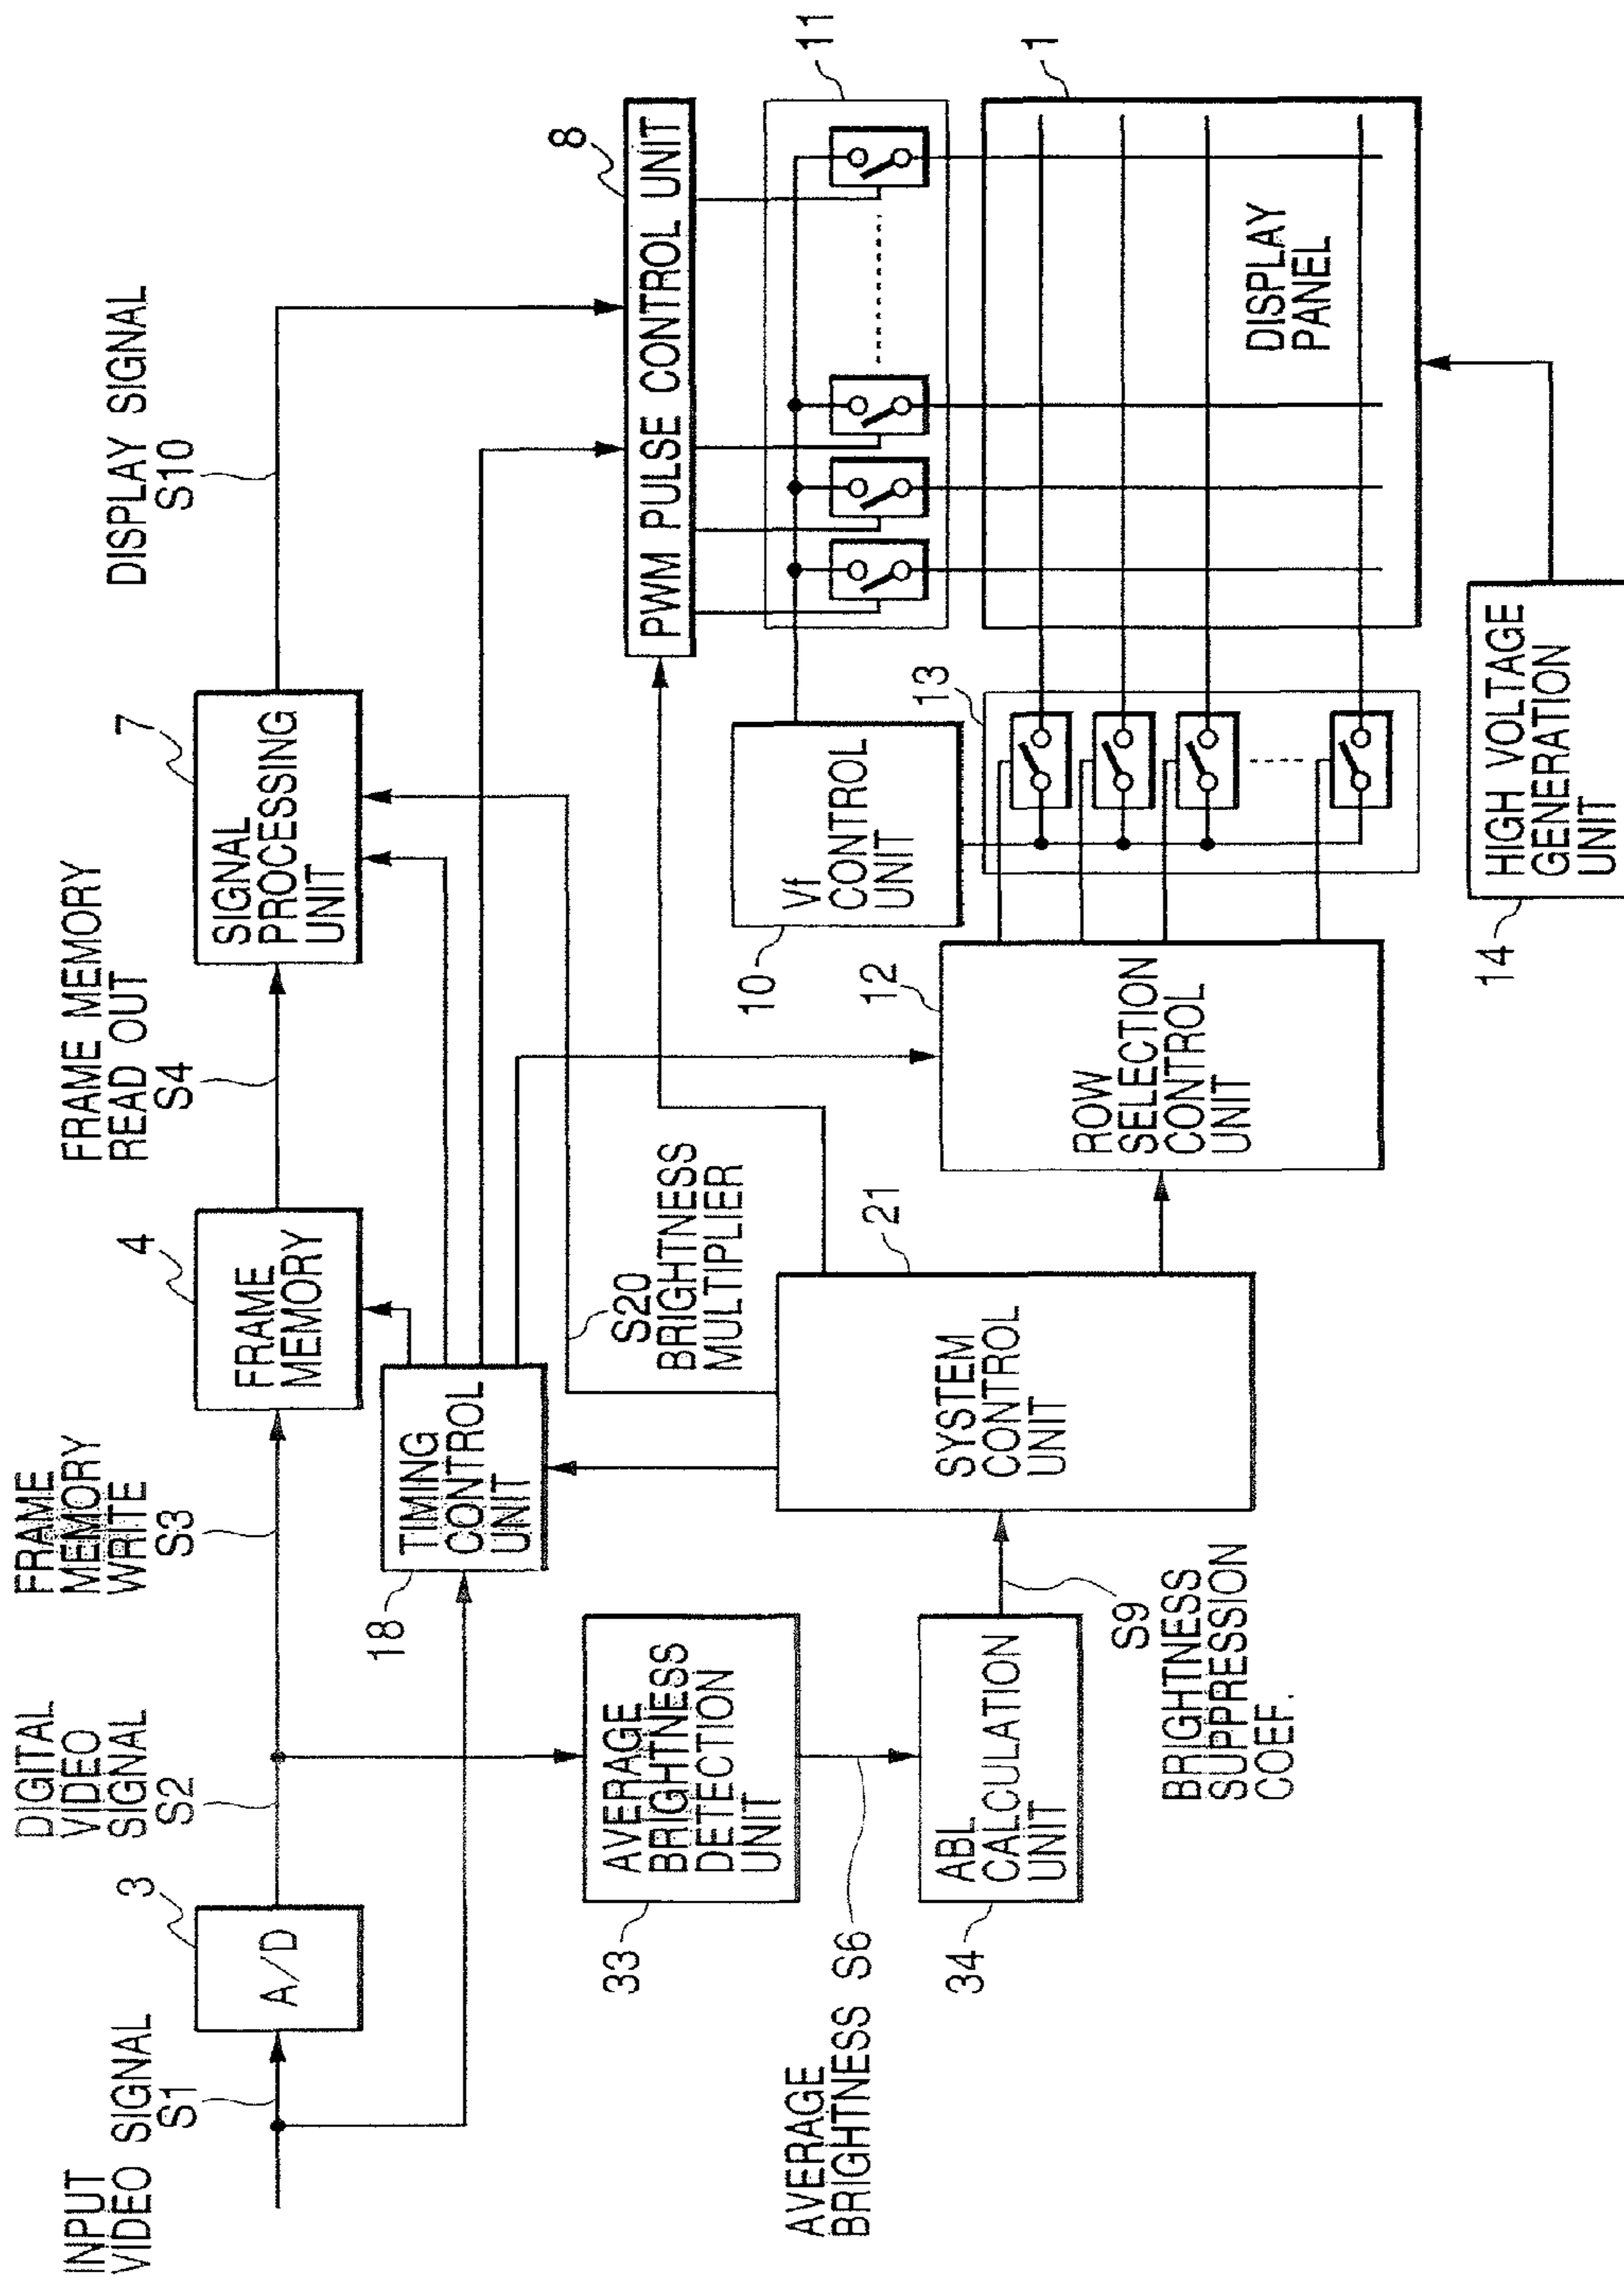 INPUT
VIDEO SIGNAL
S1
3
A/D
DIGITAL
VIDEO
SIGNAL
S2
FRAME
MEMORY
WRITE
S3
4
FRAME
MEMORY
FRAME MEMORY
READ OUT
S4
7
SIGNAL
PROCESSING
UNIT
DISPLAY SIGNAL
S10
18
TIMING
CONTROL
UNIT
S20
BRIGHTNESS
MULTIPLIER
8
PWM PULSE CONTROL UNIT
33
AVERAGE
BRIGHTNESS
DETECTION
UNIT
AVERAGE
BRIGHTNESS S6
34
ABL
CALCULATION
UNIT
S9
BRIGHTNESS
SUPPRESSION
COEF.
21
SYSTEM
CONTROL
UNIT
10
Vf
CONTROL
UNIT
11
12
ROW
SELECTION
CONTROL
UNIT
13
1
DISPLAY
PANEL
14
HIGH VOLTAGE
GENERATION
UNIT